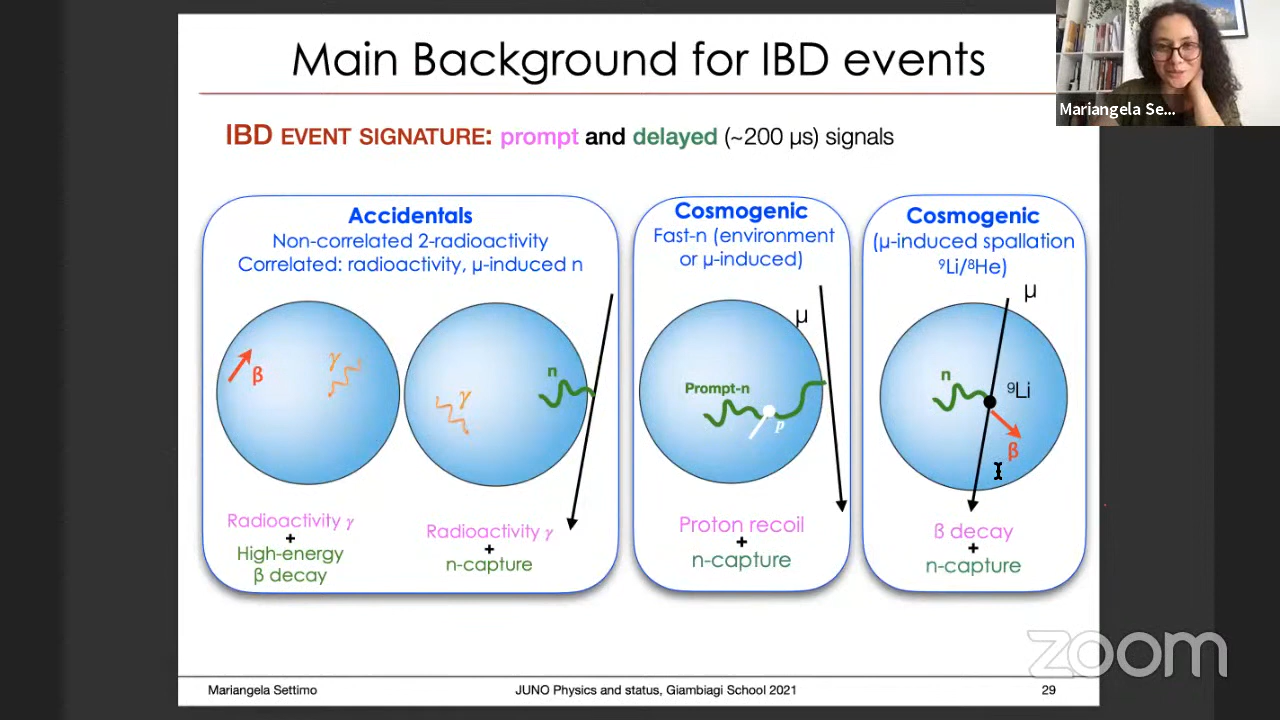 Main Background for IBD events
Mariangela Se...
IBD EVENT SIGNATURE: prompt and delayed (~200 µs) signals
Accidentals
Non-correlated 2-radioactivity
Correlated: radioactivity, µ-induced n
β
γ
γ
n
Radioactivity γ
+
High-energy
β decay
Radioactivity γ
+
n-capture
Cosmogenic
Fast-n (environment
or µ-induced)
µ
Prompt-n
p
Proton recoil
+
n-capture
Cosmogenic
(µ-induced spallation
⁹Li/⁸He)
µ
n
⁹Li
β
ß decay
+
n-capture
zoom
Mariangela Settimo
JUNO Physics and status, Giambiagi School 2021
29